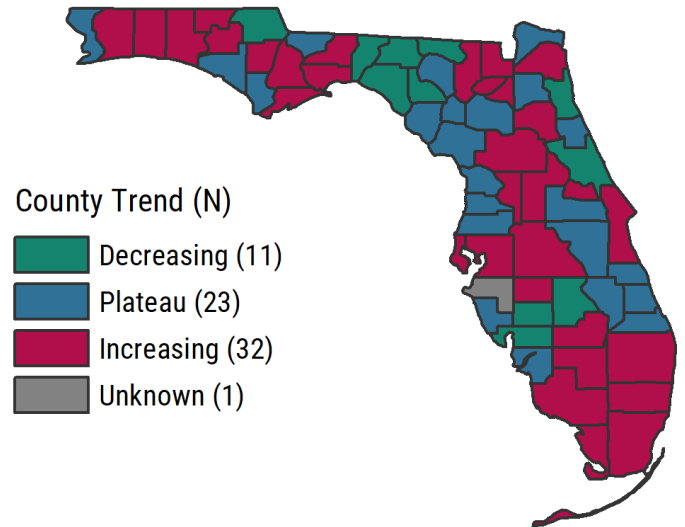 County Trend (N)
Decreasing (11)
Plateau (23)
Increasing (32)
Unknown (1)